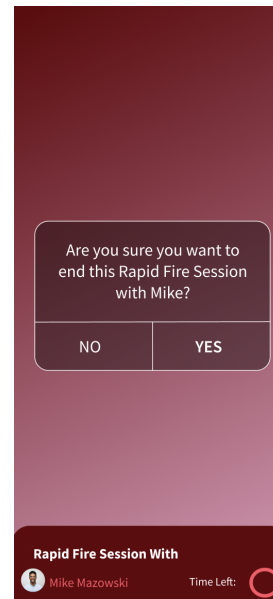 Are you sure you want to
end this Rapid Fire Session
with Mike?
NO YES
Rapid Fire Session With
Mike Mazowski Time Left: